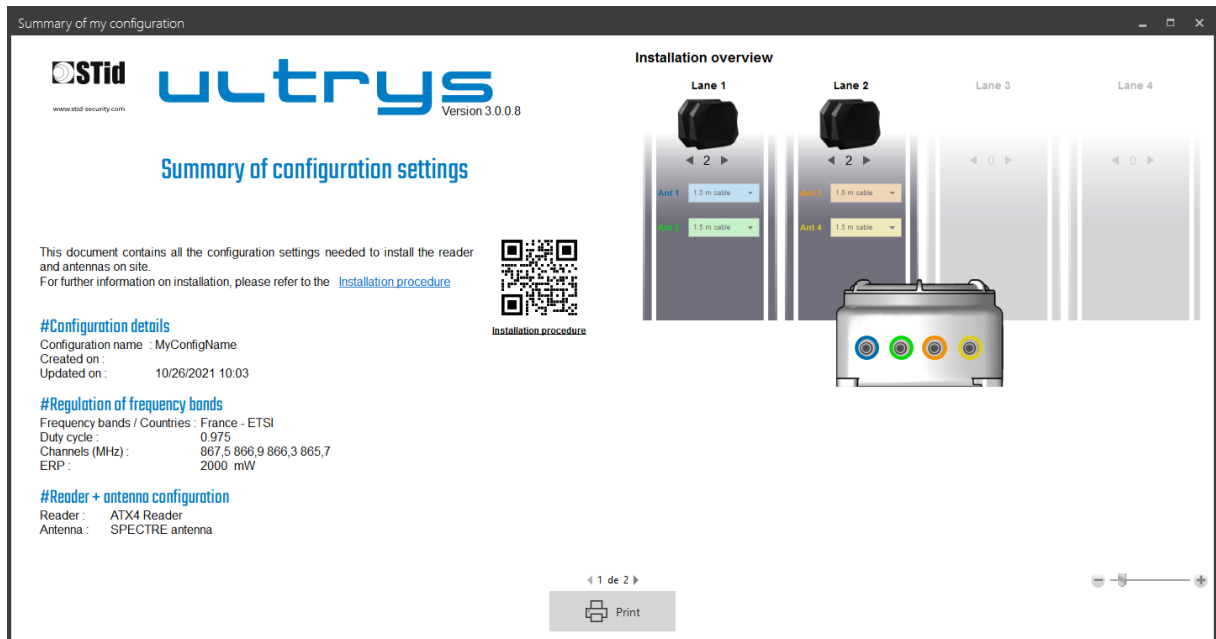 Summary of my configuration
STid
www.stid-security.com
ultrys
Version 3.0.0.8
Summary of configuration settings
This document contains all the configuration settings needed to install the reader
and antennas on site.
For further information on installation, please refer to the Installation procedure
Installation procedure
#Configuration details
Configuration name : MyConfigName
Created on :
Updated on : 10/26/2021 10:03
#Regulation of frequency bands
Frequency bands / Countries : France - ETSI
Duty cycle : 0.975
Channels (MHz) : 867,5 866,9 866,3 865,7
ERP : 2000 mW
#Reader + antenna configuration
Reader : ATX4 Reader
Antenna : SPECTRE antenna
Installation overview
Lane 1 Lane 2 Lane 3 Lane 4
2 2 0 0
Ant 1 1.5 m cable Ant 3 1.5 m cable
Ant 2 1.5 m cable Ant 4 1.5 m cable
1 de 2
Print